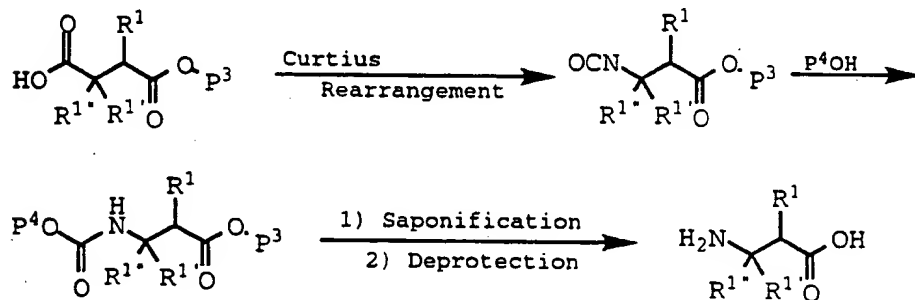 O R¹
HO O P³
R¹" R¹' O
Curtius
Rearrangement
R¹
OCN O P³
R¹" R¹' O
P⁴OH
H R¹
P⁴O N O P³
O R¹" R¹' O
1) Saponification
2) Deprotection
R¹
H₂N OH
R¹" R¹' O